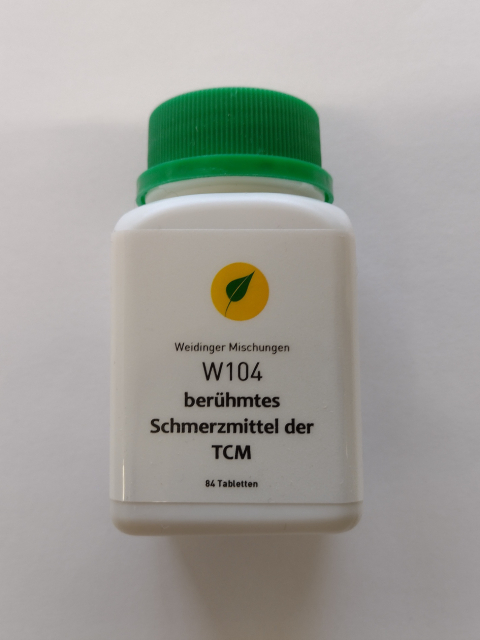 Weidinger Mischungen
W104
berühmtes
Schmerzmittel der
TCM
84 Tabletten